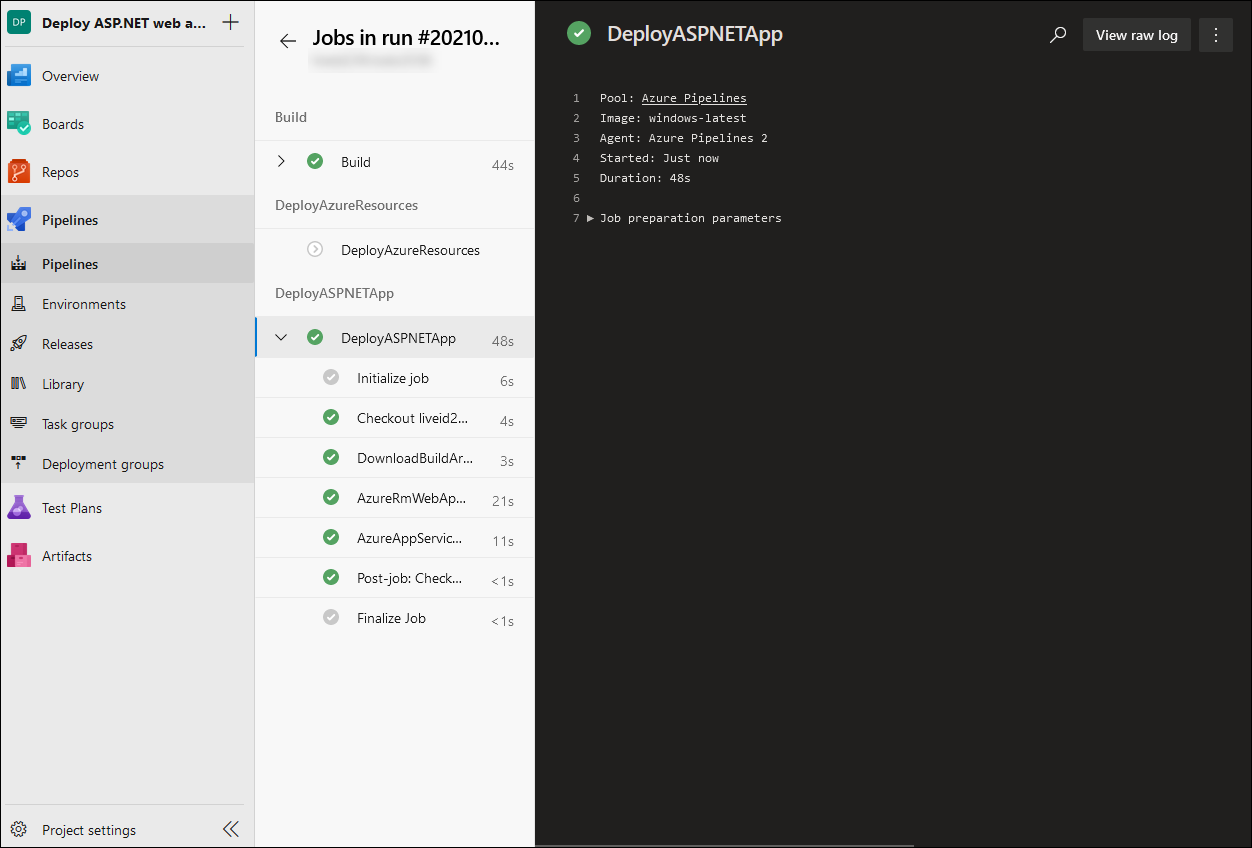 DP Deploy ASP.NET web a...
Overview
Boards
Repos
Pipelines
Pipelines
Environments
Releases
Library
Task groups
Deployment groups
Test Plans
Artifacts
Project settings
Jobs in run #20210...
Build
Build 44s
DeployAzureResources
DeployAzureResources
DeployASPNETApp
DeployASPNETApp 48s
Initialize job 6s
Checkout liveid2... 4s
DownloadBuildAr... 3s
AzureRmWebAp... 21s
AzureAppServic... 11s
Post-job: Check... <1s
Finalize Job <1s
DeployASPNETApp
View raw log
1 Pool: Azure Pipelines
2 Image: windows-latest
3 Agent: Azure Pipelines 2
4 Started: Just now
5 Duration: 48s
6
7 ▶ Job preparation parameters